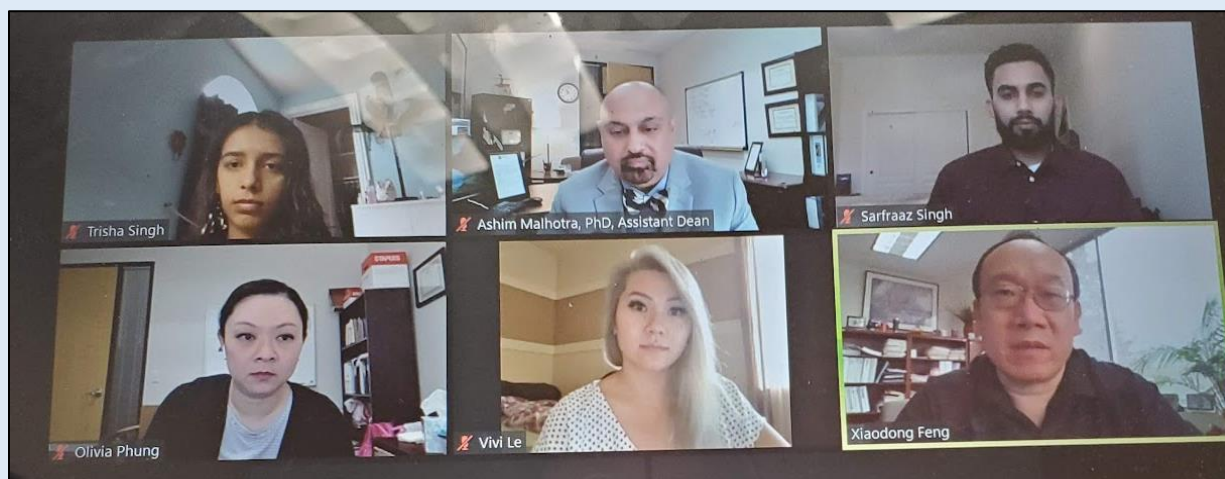 Trisha Singh
Ashim Malhotra, PhD, Assistant Dean
Sarfraaz Singh
STAPLES
Olivia Phung
Vivi Le
Xiaodong Feng